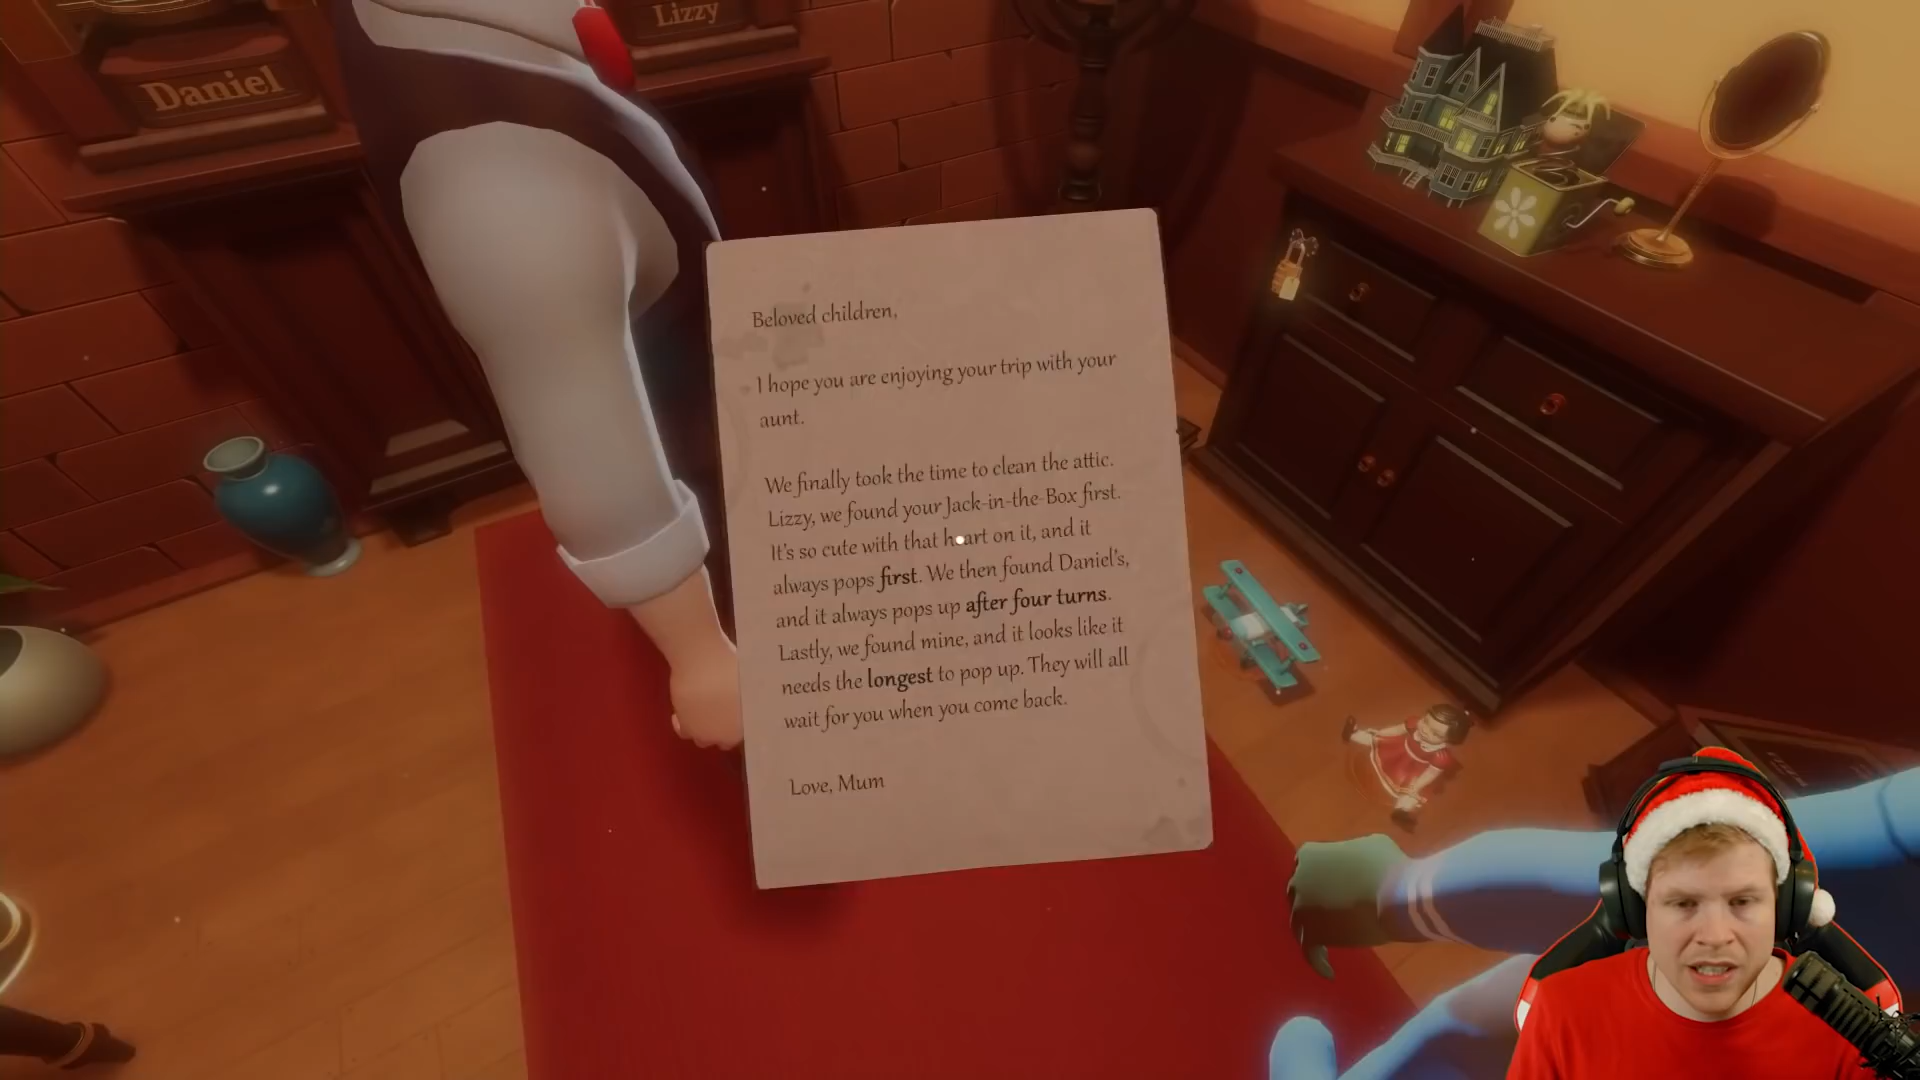 Daniel
Lizzy
Beloved children,
I hope you are enjoying your trip with your
aunt.
We finally took the time to clean the attic.
Lizzy, we found your Jack-in-the-Box first.
It's so cute with that heart on it, and it
always pops first. We then found Daniel's,
and it always pops up after four turns.
Lastly, we found mine, and it looks like it
needs the longest to pop up. They will all
wait for you when you come back.
Love, Mum